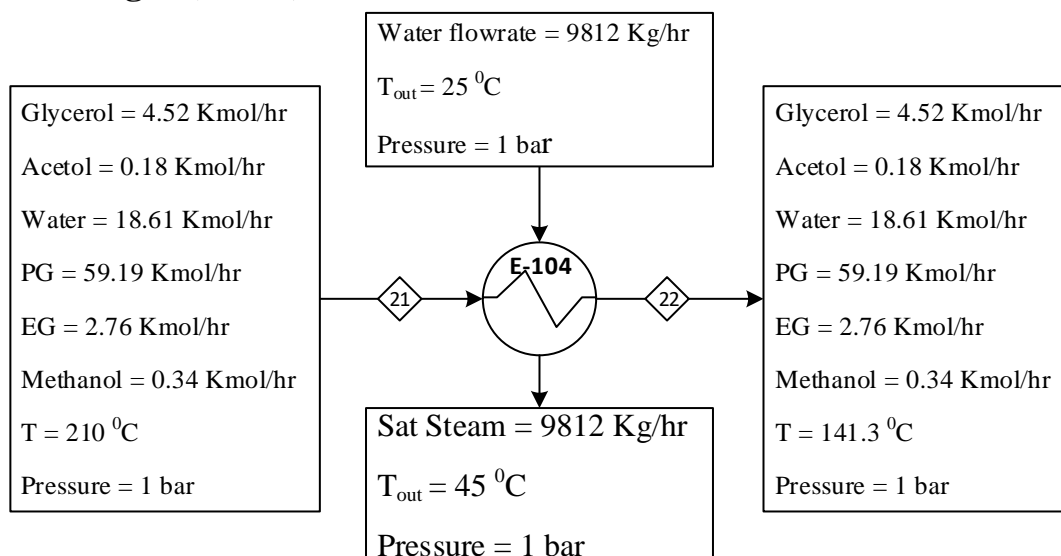 Water flowrate = 9812 Kg/hr
Tout = 25 ⁰C
Pressure = 1 bar
Glycerol = 4.52 Kmol/hr
Acetol = 0.18 Kmol/hr
Water = 18.61 Kmol/hr
PG = 59.19 Kmol/hr
EG = 2.76 Kmol/hr
Methanol = 0.34 Kmol/hr
T = 210 ⁰C
Pressure = 1 bar
21
E-104
22
Glycerol = 4.52 Kmol/hr
Acetol = 0.18 Kmol/hr
Water = 18.61 Kmol/hr
PG = 59.19 Kmol/hr
EG = 2.76 Kmol/hr
Methanol = 0.34 Kmol/hr
T = 141.3 ⁰C
Pressure = 1 bar
Sat Steam = 9812 Kg/hr
Tout = 45 ⁰C
Pressure = 1 bar